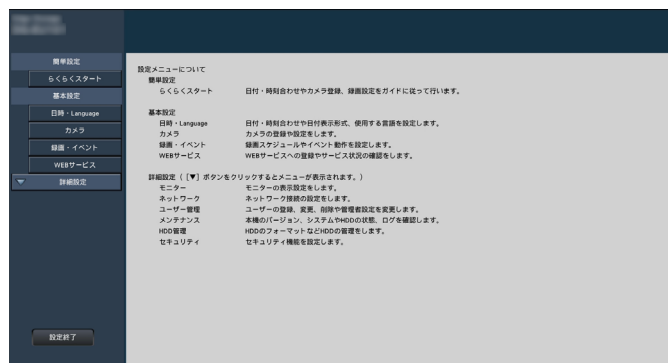 簡単設定
らくらくスタート
基本設定
日時・Language
カメラ
録画・イベント
WEBサービス
▼ 詳細設定
設定終了
設定メニューについて
簡単設定
らくらくスタート 日付・時刻合わせやカメラ登録、録画設定をガイドに従って行います。
基本設定
日時・Language 日付・時刻合わせや日付表示形式、使用する言語を設定します。
カメラ カメラの登録や設定をします。
録画・イベント 録画スケジュールやイベント動作を設定します。
WEBサービス WEBサービスへの登録やサービス状況の確認をします。
詳細設定（［▼］ボタンをクリックするとメニューが表示されます。）
モニター モニターの表示設定をします。
ネットワーク ネットワーク接続の設定をします。
ユーザー管理 ユーザーの登録、変更、削除や管理者設定を変更します。
メンテナンス 本機のバージョン、システムやHDDの状態、ログを確認します。
HDD管理 HDDのフォーマットなどHDDの管理をします。
セキュリティ セキュリティ機能を設定します。